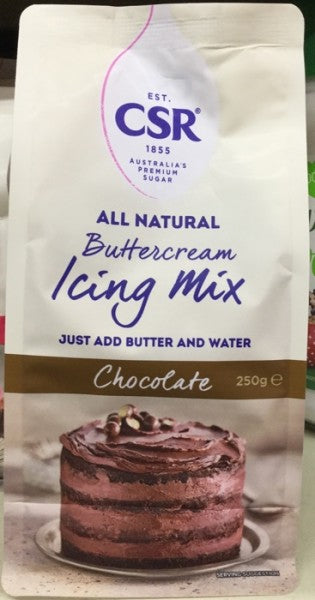 EST.
CSR®
1855
AUSTRALIA'S
PREMIUM
SUGAR
ALL NATURAL
Buttercream
Icing Mix
JUST ADD BUTTER AND WATER
Chocolate 250g ℮
SERVING SUGGESTION